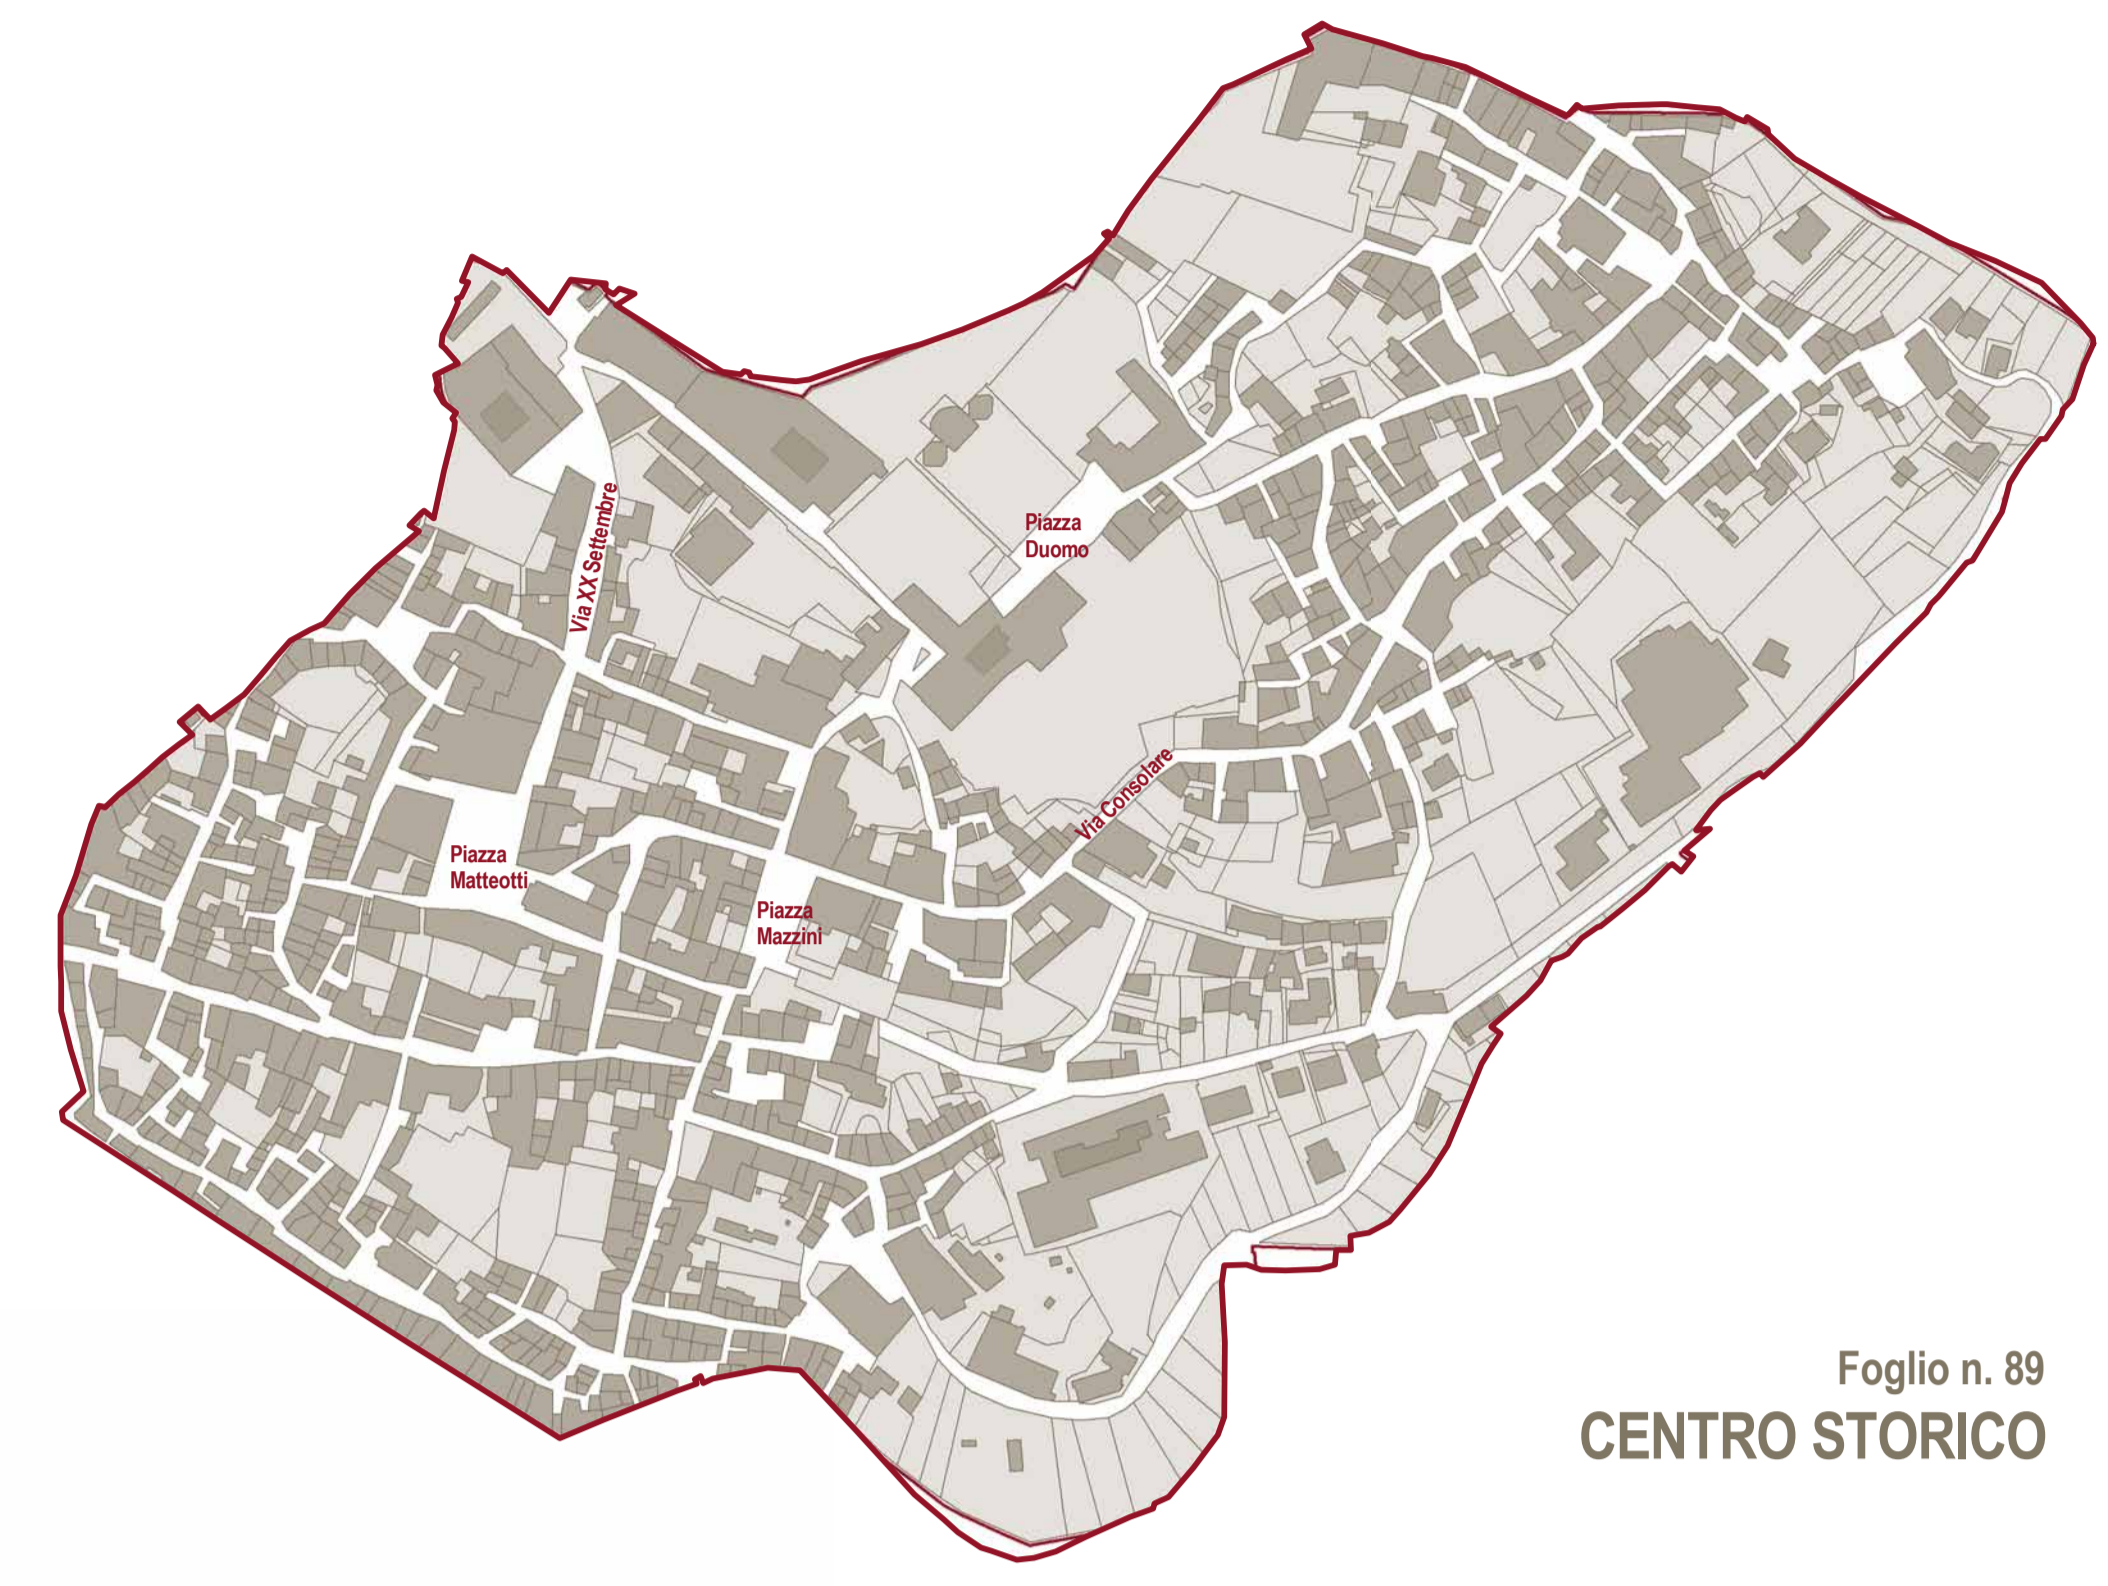 Piazza
Duomo
Via XX Settembre
Via Consolare
Piazza
Matteotti
Piazza
Mazzini
Foglio n. 89
CENTRO STORICO